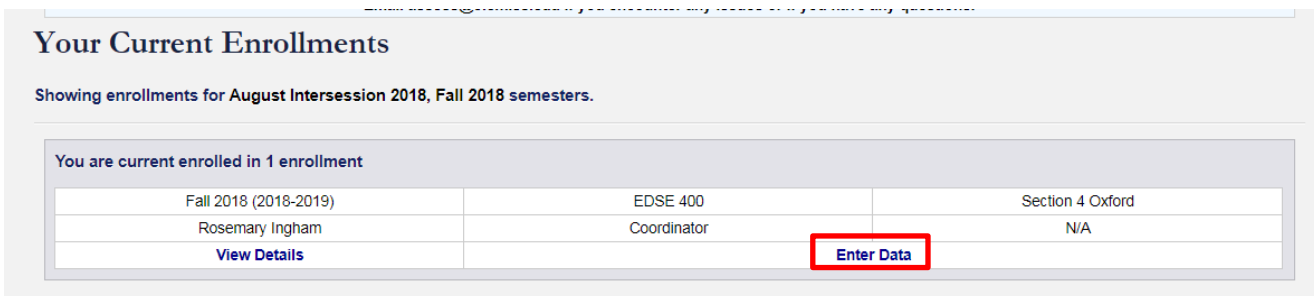 Your Current Enrollments
Showing enrollments for August Intersession 2018, Fall 2018 semesters.
You are current enrolled in 1 enrollment
Fall 2018 (2018-2019) EDSE 400 Section 4 Oxford
Rosemary Ingham Coordinator N/A
View Details Enter Data